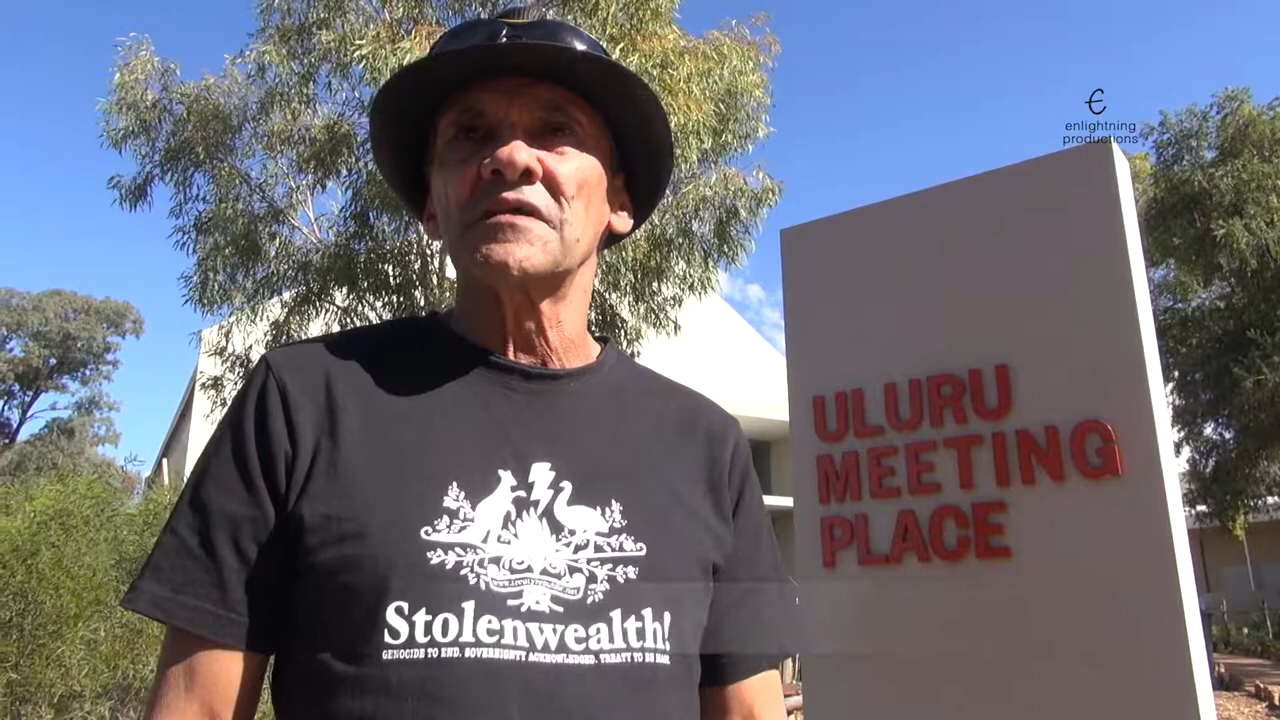 enlightning
productions
ULURU
MEETING
PLACE
Stolenwealth!
GENOCIDE TO END. SOVEREIGNTY ACKNOWLEDGED. TREATY TO BE MADE